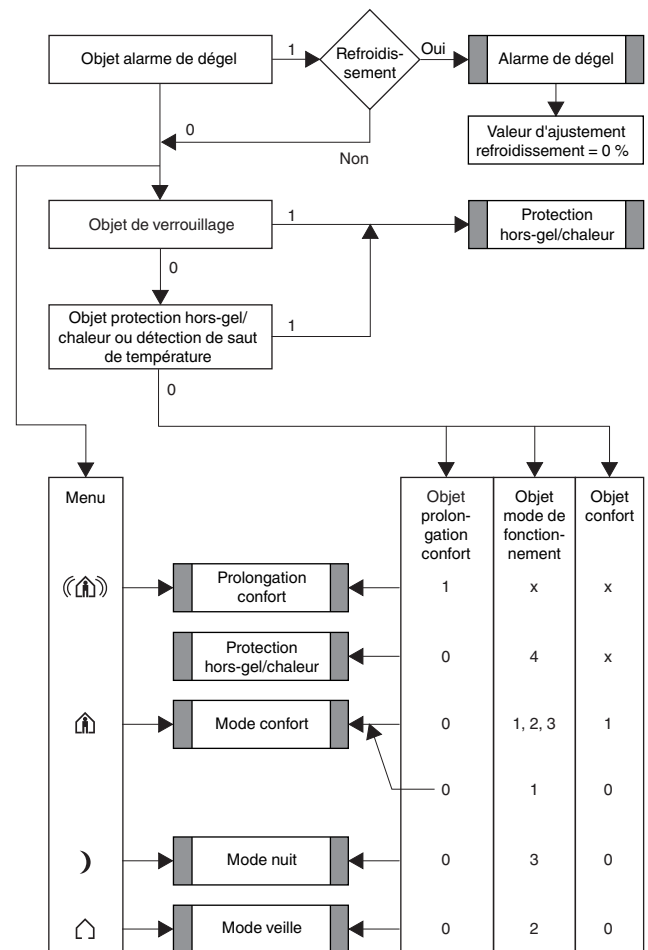 Objet alarme de dégel
1
Refroidis-
sement
Oui
Alarme de dégel
0
Non
Valeur d'ajustement
refroidissement = 0 %
Objet de verrouillage
1
Protection
hors-gel/chaleur
0
Objet protection hors-gel/
chaleur ou détection de saut
de température
1
0
Menu
Objet
prolon-
gation
confort
Objet
mode de
fonction-
nement
Objet
confort
Prolongation
confort
1
x
x
Protection
hors-gel/chaleur
0
4
x
Mode confort
0
1, 2, 3
1
0
1
0
Mode nuit
0
3
0
Mode veille
0
2
0